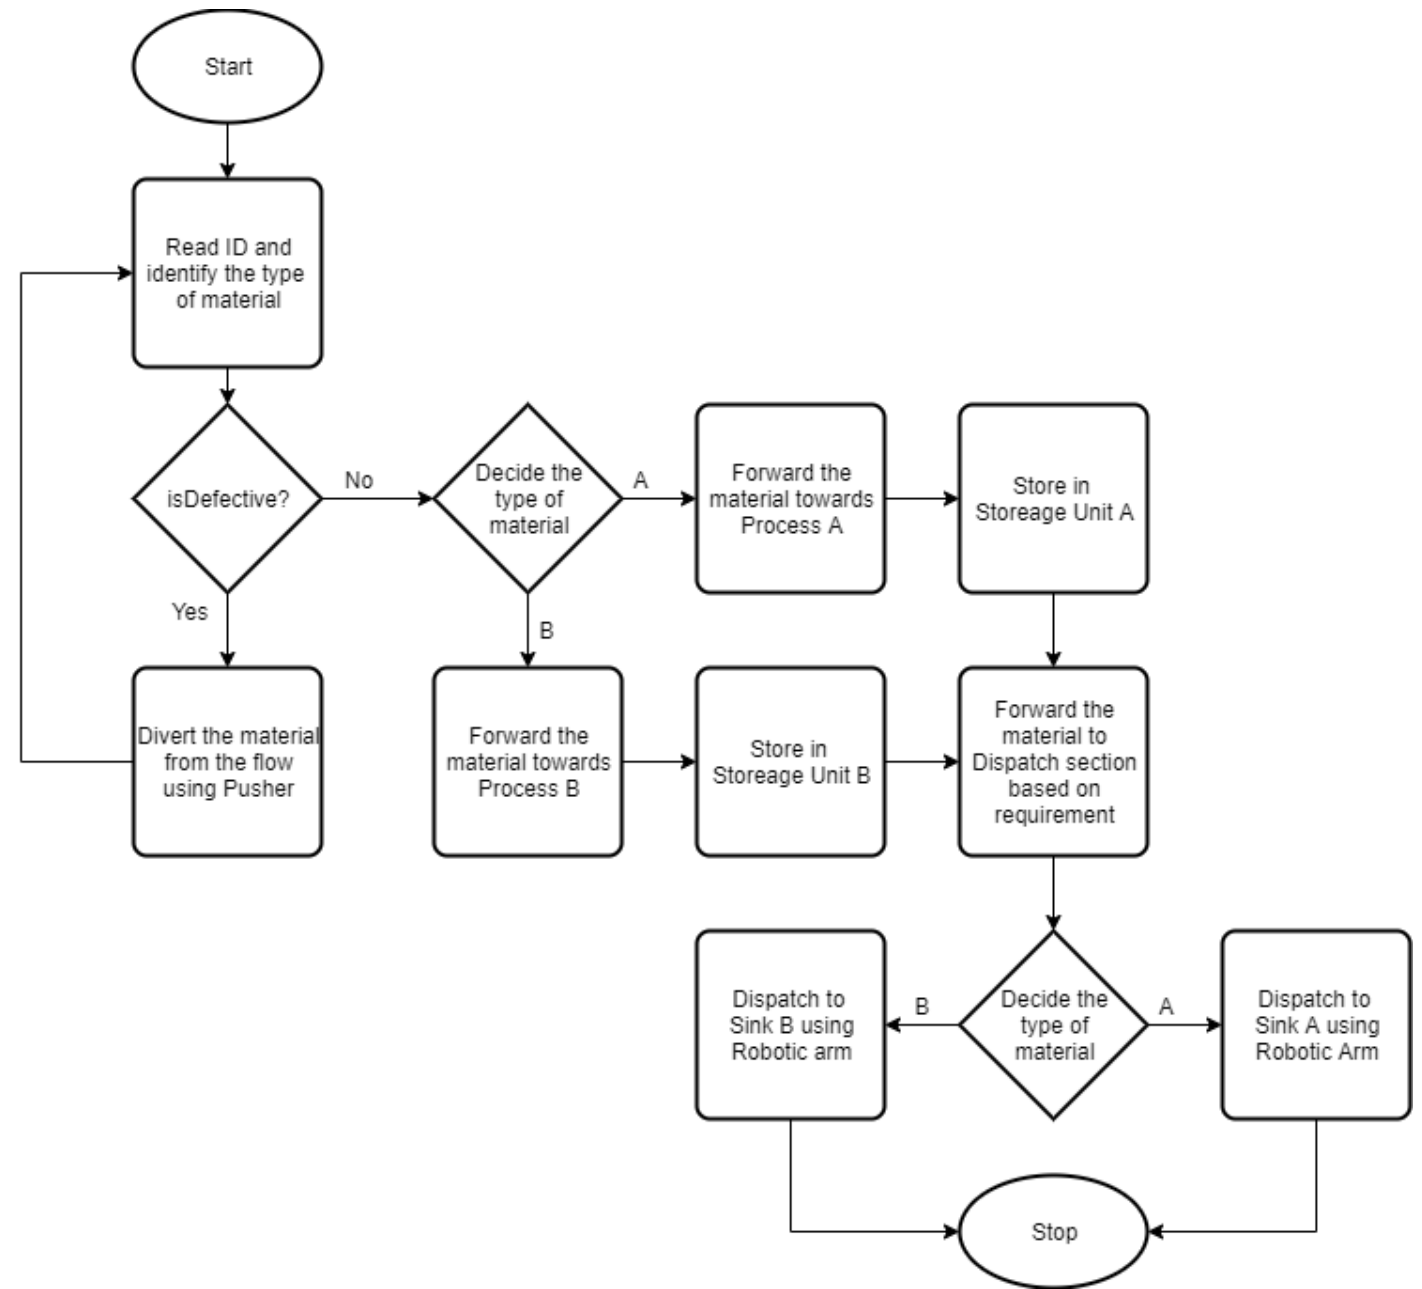 Start
Read ID and
identify the type
of material
isDefective?
No
Decide the
type of
material
A
Forward the
material towards
Process A
Store in
Storeage Unit A
Yes
B
Divert the material
from the flow
using Pusher
Forward the
material towards
Process B
Store in
Storeage Unit B
Forward the
material to
Dispatch section
based on
requirement
Dispatch to
Sink B using
Robotic arm
B
Decide the
type of
material
A
Dispatch to
Sink A using
Robotic Arm
Stop